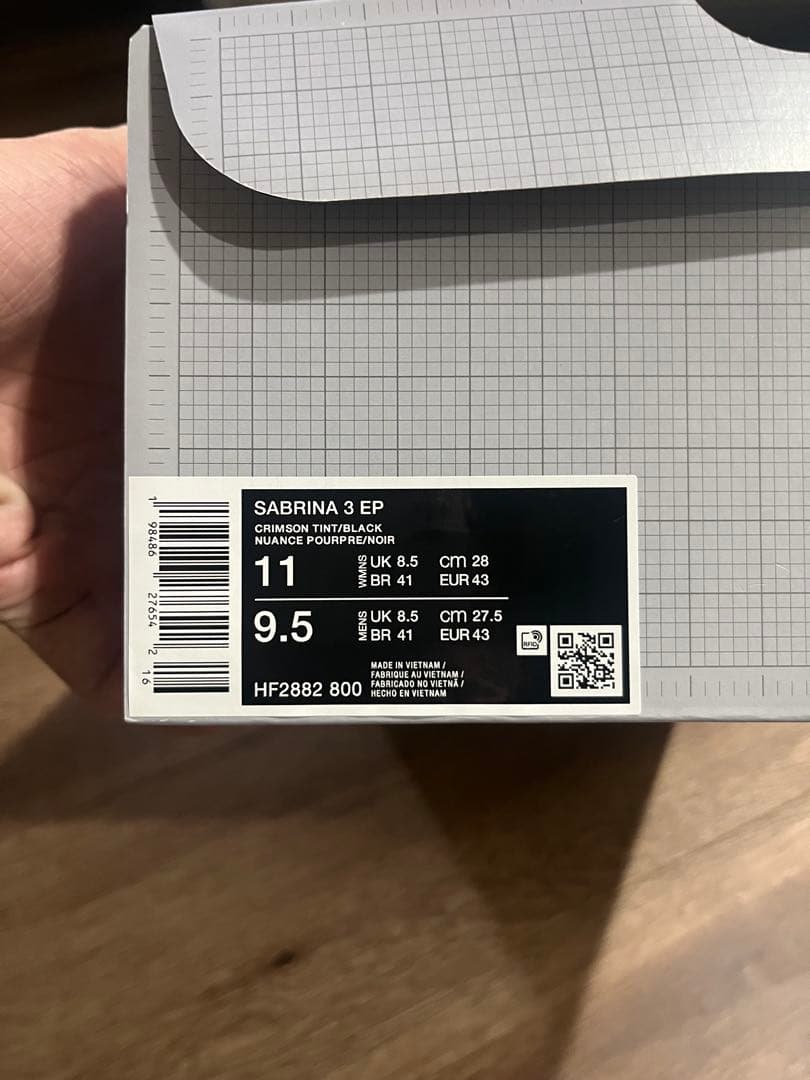 SABRINA 3 EP
CRIMSON TINT/BLACK
NUANCE POURPRE/NOIR
11 WMNS UK 8.5 cm 28
BR 41 EUR 43
9.5 MENS UK 8.5 cm 27.5
BR 41 EUR 43
RFID
MADE IN VIETNAM /
FABRIQUE AU VIETNAM /
FABRICADO NO VIETNÃ /
HECHO EN VIETNAM
HF2882 800
1 98486 27654 2 16